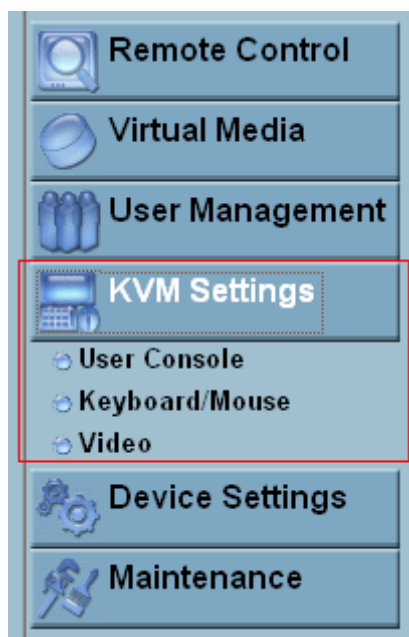 Remote Control
Virtual Media
User Management
KVM Settings
User Console
Keyboard/Mouse
Video
Device Settings
Maintenance